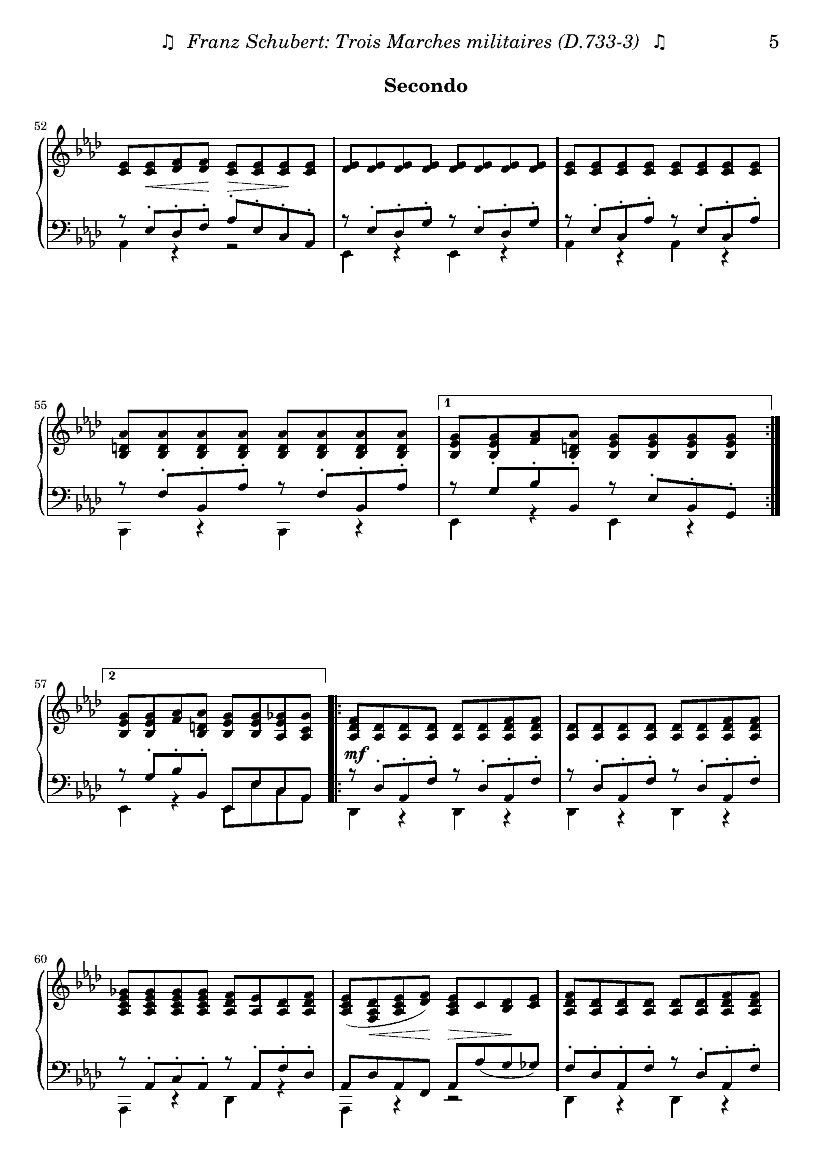 ♫ Franz Schubert: Trois Marches militaires (D.733-3) ♫ 5
Secondo
52
55
1
57
2
mf
60